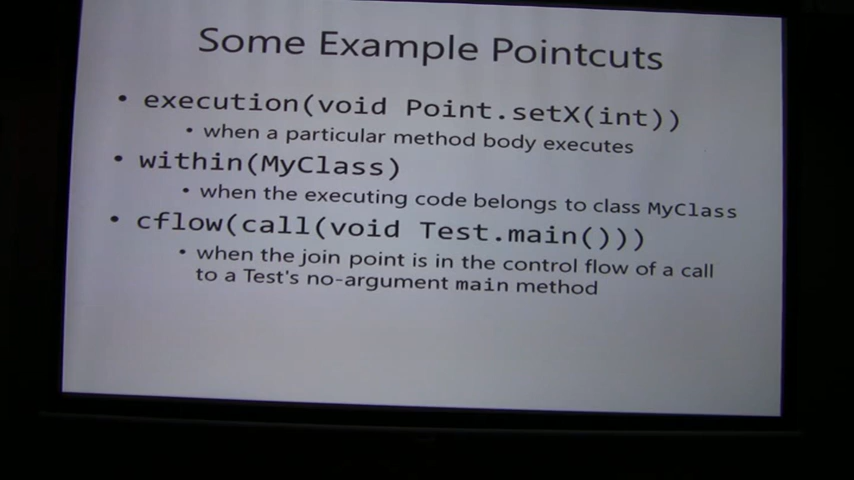 Some Example Pointcuts
• execution(void Point.setX(int))
• when a particular method body executes
• within(MyClass)
• when the executing code belongs to class MyClass
• cflow(call(void Test.main()))
• when the join point is in the control flow of a call
to a Test's no-argument main method